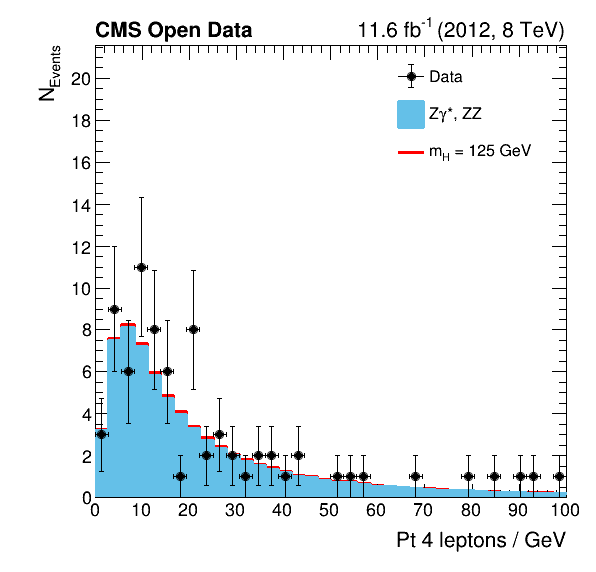 CMS Open Data 11.6 fb⁻¹ (2012, 8 TeV)
N_Events
20
18
16
14
12
10
8
6
4
2
0
Data
Zγ*, ZZ
m_H = 125 GeV
0 10 20 30 40 50 60 70 80 90 100
Pt 4 leptons / GeV